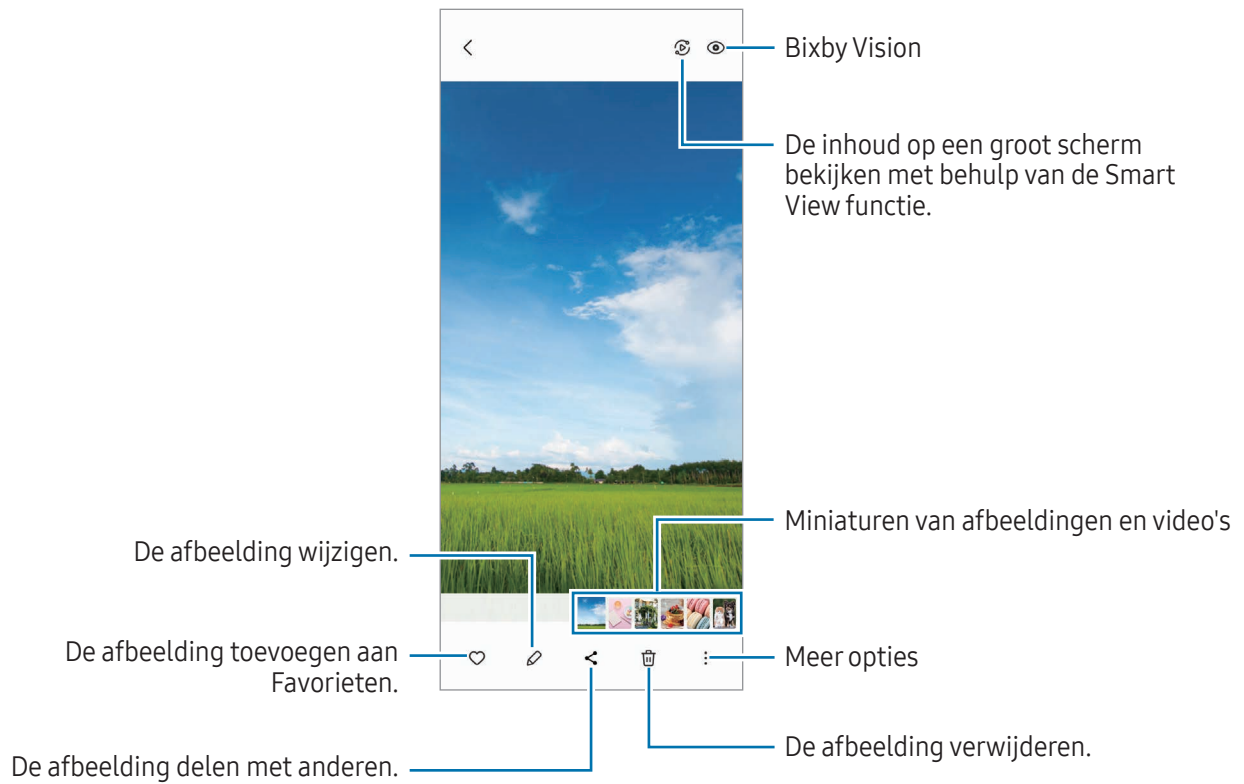 Bixby Vision
De inhoud op een groot scherm
bekijken met behulp van de Smart
View functie.
Miniaturen van afbeeldingen en video's
De afbeelding wijzigen.
De afbeelding toevoegen aan
Favorieten.
Meer opties
De afbeelding verwijderen.
De afbeelding delen met anderen.